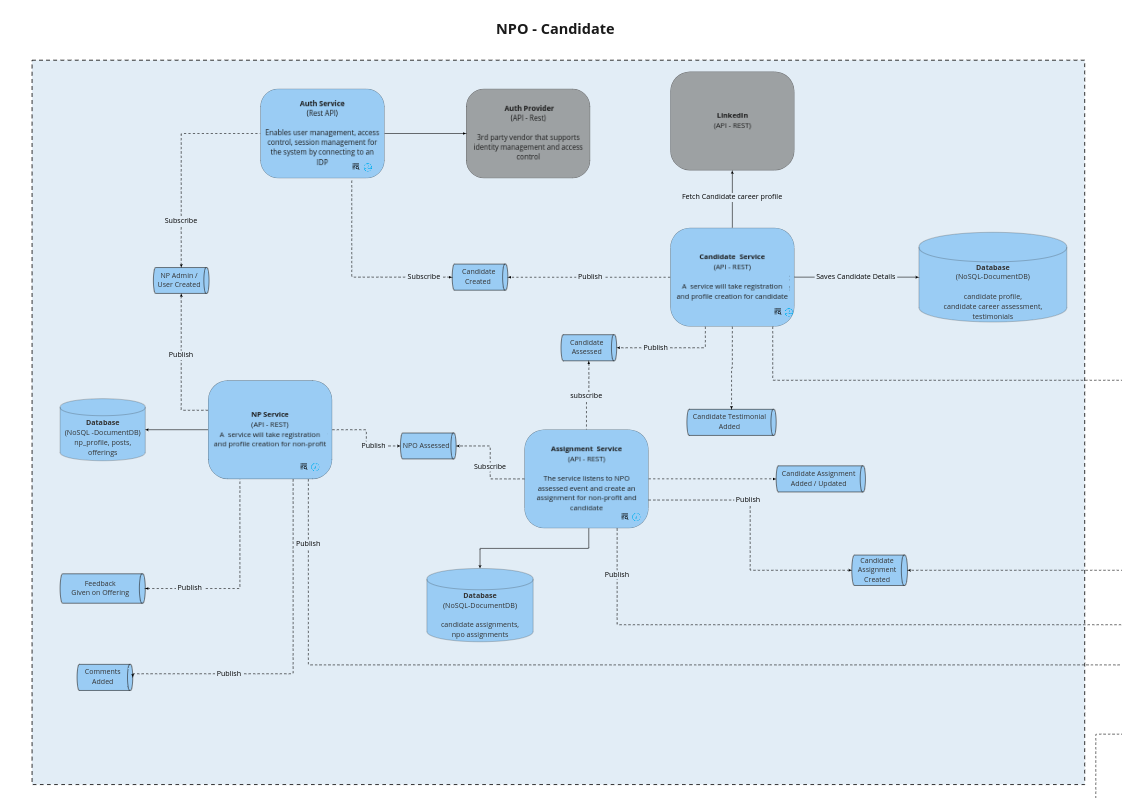 NPO - Candidate
Auth Service
(Rest API)
Enables user management, access
control, session management for
the system by connecting to an
IDP
Auth Provider
(API - Rest)
3rd party vendor that supports
identity management and access
control
LinkedIn
(API - REST)
Fetch Candidate career profile
Subscribe
NP Admin /
User Created
Subscribe
Candidate
Created
Publish
Candidate Service
(API - REST)
A service will take registration
and profile creation for candidate
Saves Candidate Details
Database
(NoSQL-DocumentDB)
candidate profile,
candidate career assessment,
testimonials
Publish
Candidate
Assessed
Publish
subscribe
Candidate Testimonial
Added
Database
(NoSQL -DocumentDB)
np_profile, posts,
offerings
NP Service
(API - REST)
A service will take registration
and profile creation for non-profit
Publish
NPO Assessed
Subscribe
Assignment Service
(API - REST)
The service listens to NPO
assessed event and create an
assignment for non-profit and
candidate
Candidate Assignment
Added / Updated
Publish
Candidate
Assignment
Created
Publish
Publish
Feedback
Given on Offering
Publish
Database
(NoSQL-DocumentDB)
candidate assignments,
npo assignments
Comments
Added
Publish